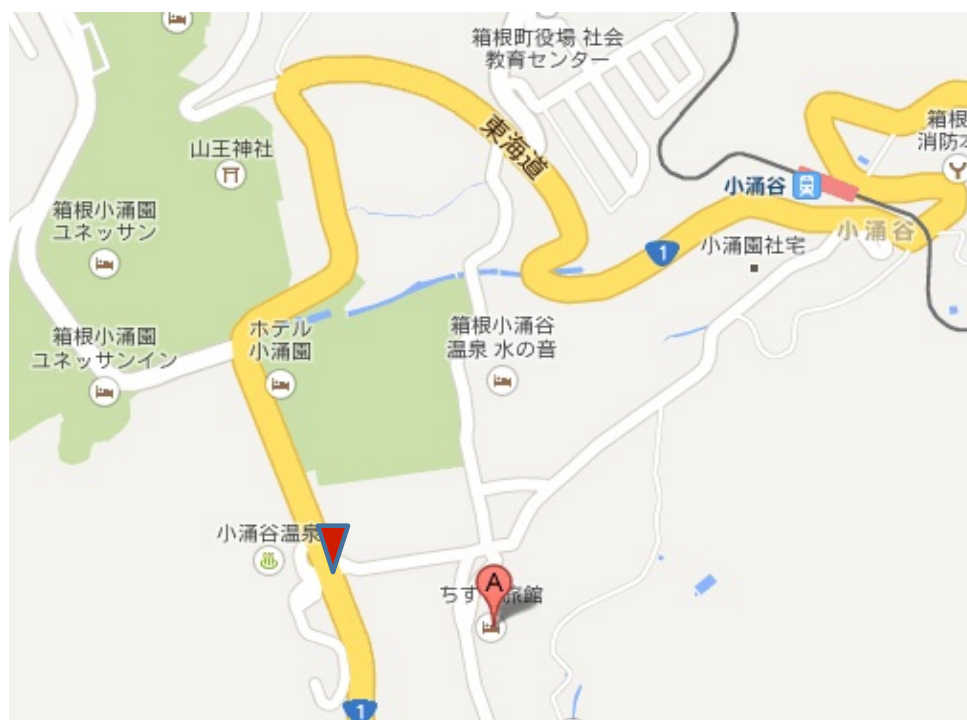 箱根町役場 社会
教育センター
東海道
山王神社
箱根小涌園
ユネッサン
小涌谷
箱根
消防本
小涌谷
1
小涌園社宅
ホテル
小涌園
箱根小涌谷
温泉 水の音
箱根小涌園
ユネッサンイン
小涌谷温泉
A
ちす
旅館
1